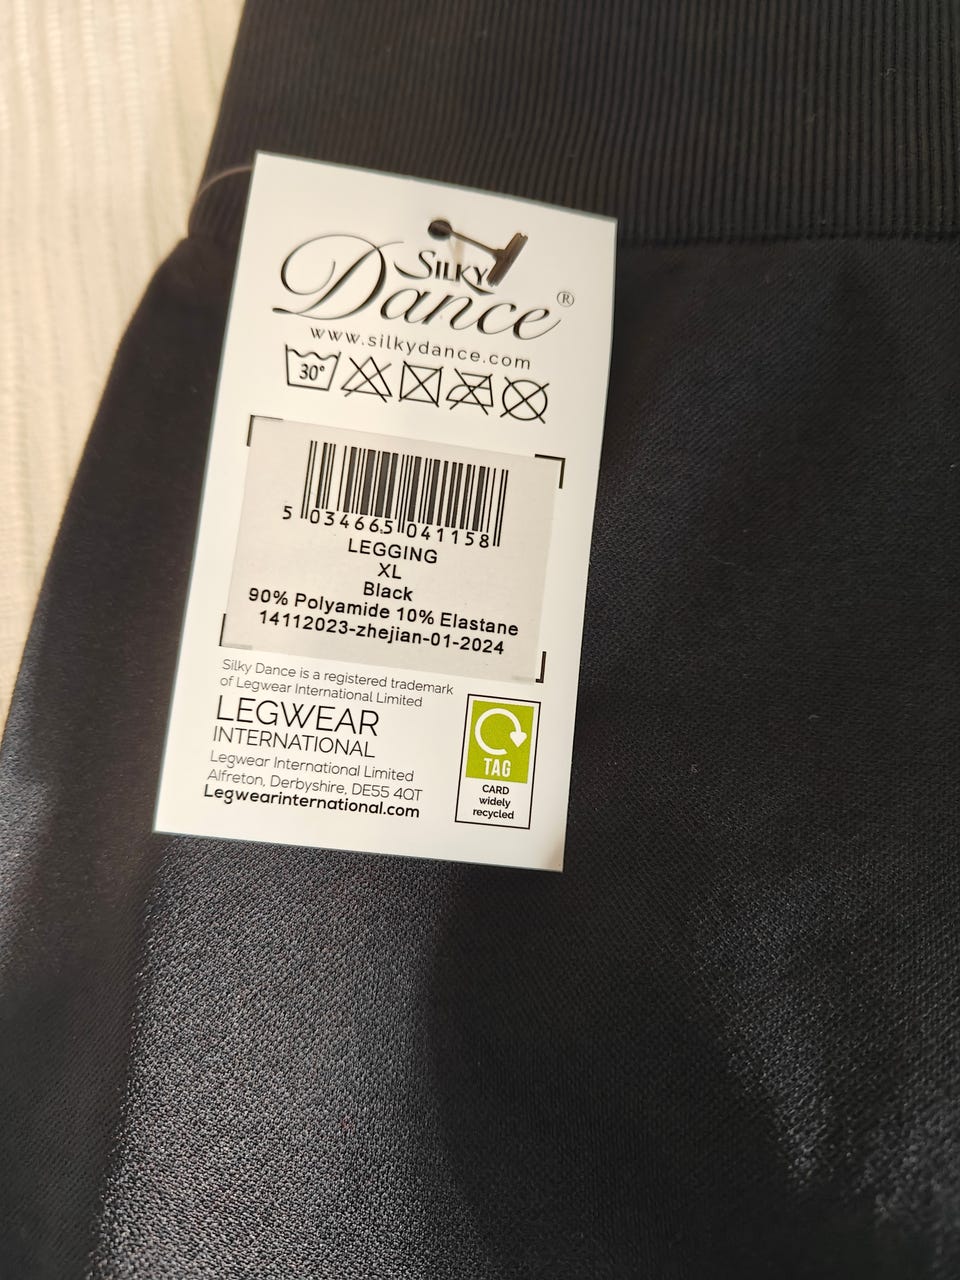 SILKY
Dance®
www.silkydance.com
30°
5 034665 041158
LEGGING
XL
Black
90% Polyamide 10% Elastane
14112023-zhejian-01-2024
Silky Dance is a registered trademark
of Legwear International Limited
LEGWEAR
INTERNATIONAL
Legwear International Limited
Alfreton, Derbyshire, DE55 4QT
Legwearinternational.com
TAG
CARD
widely
recycled